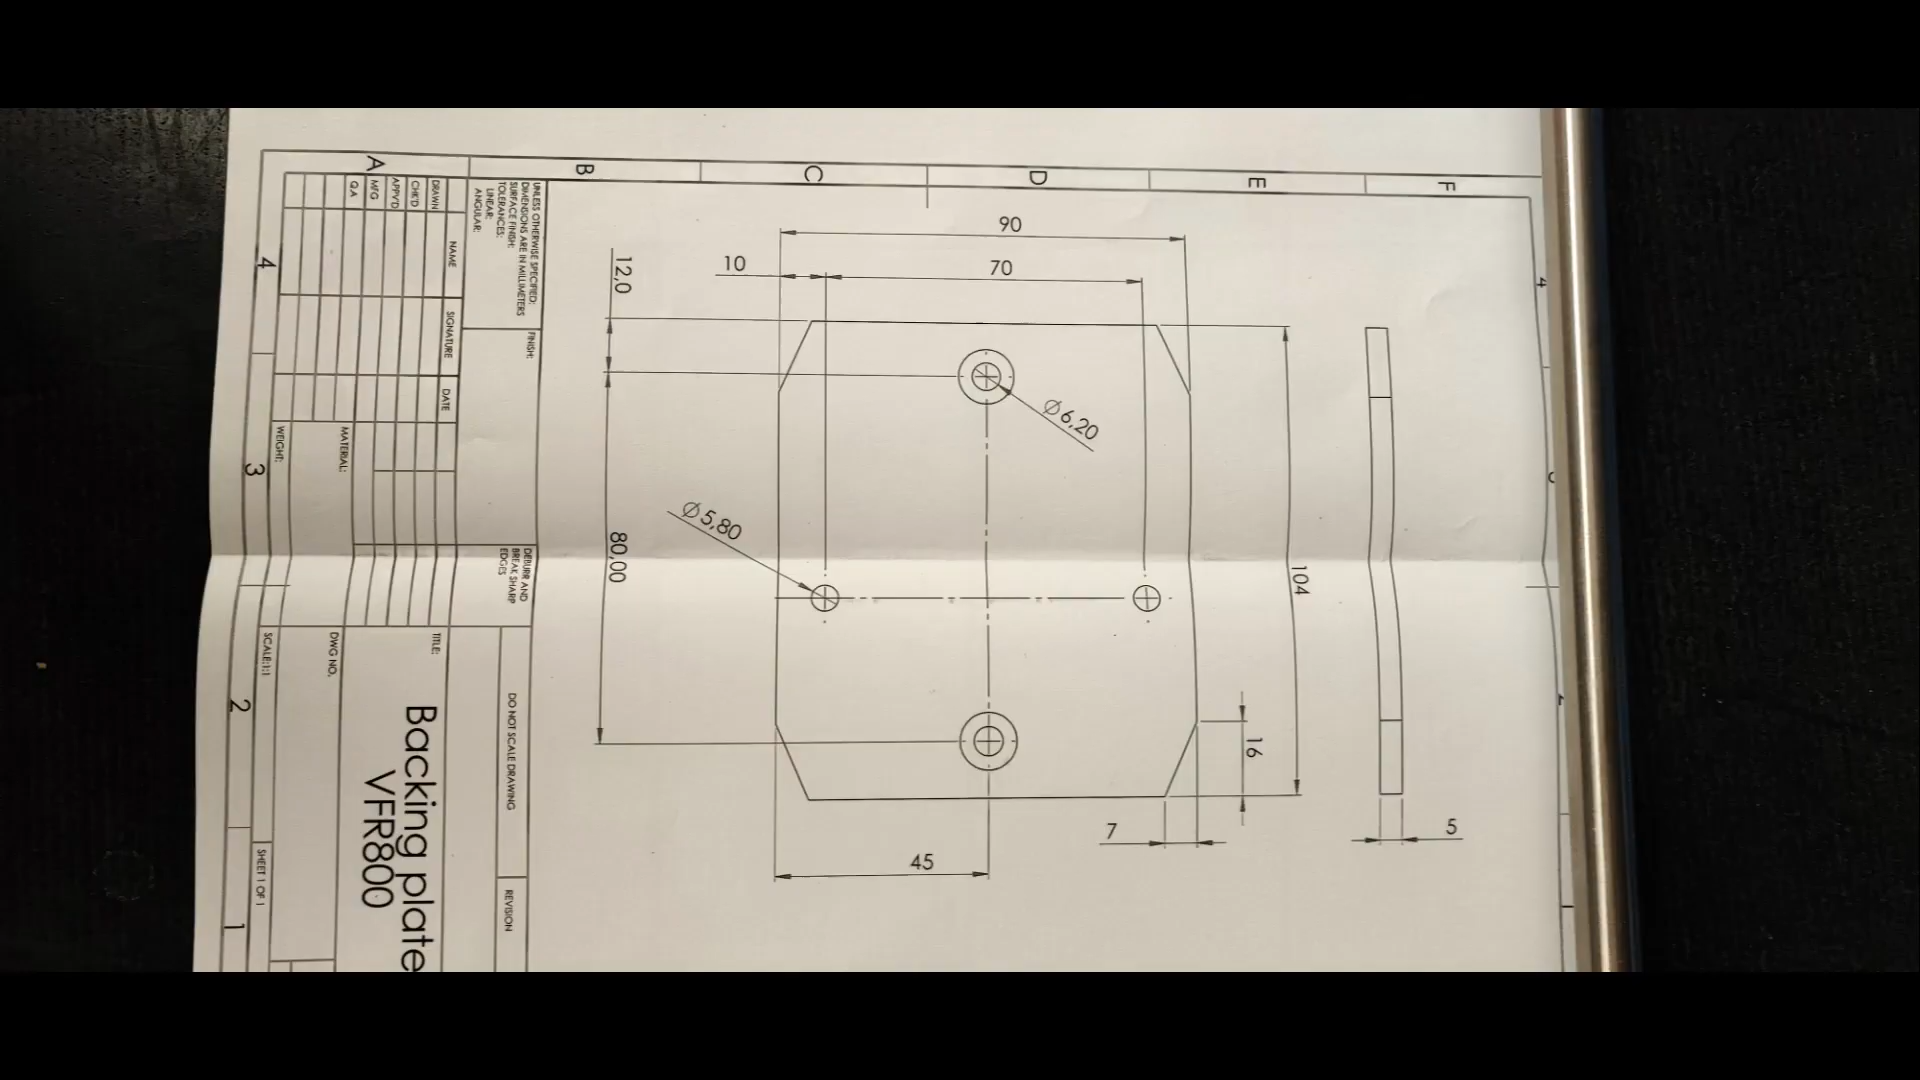 A
B
C
D
E
F
4
3
2
1
4
90
10
70
12,0
Ø6,20
Ø5,80
80,00
104
16
7
45
5
UNLESS OTHERWISE SPECIFIED:
DIMENSIONS ARE IN MILLIMETERS
SURFACE FINISH:
TOLERANCES:
LINEAR:
ANGULAR:
FINISH:
DEBURR AND
BREAK SHARP
EDGES
DO NOT SCALE DRAWING
REVISION
NAME
SIGNATURE
DATE
DRAWN
CHK'D
APPV'D
MFG
Q.A
MATERIAL:
WEIGHT:
TITLE:
Backing plate
VFR800
DWG NO.
SCALE:1:1
SHEET 1 OF 1